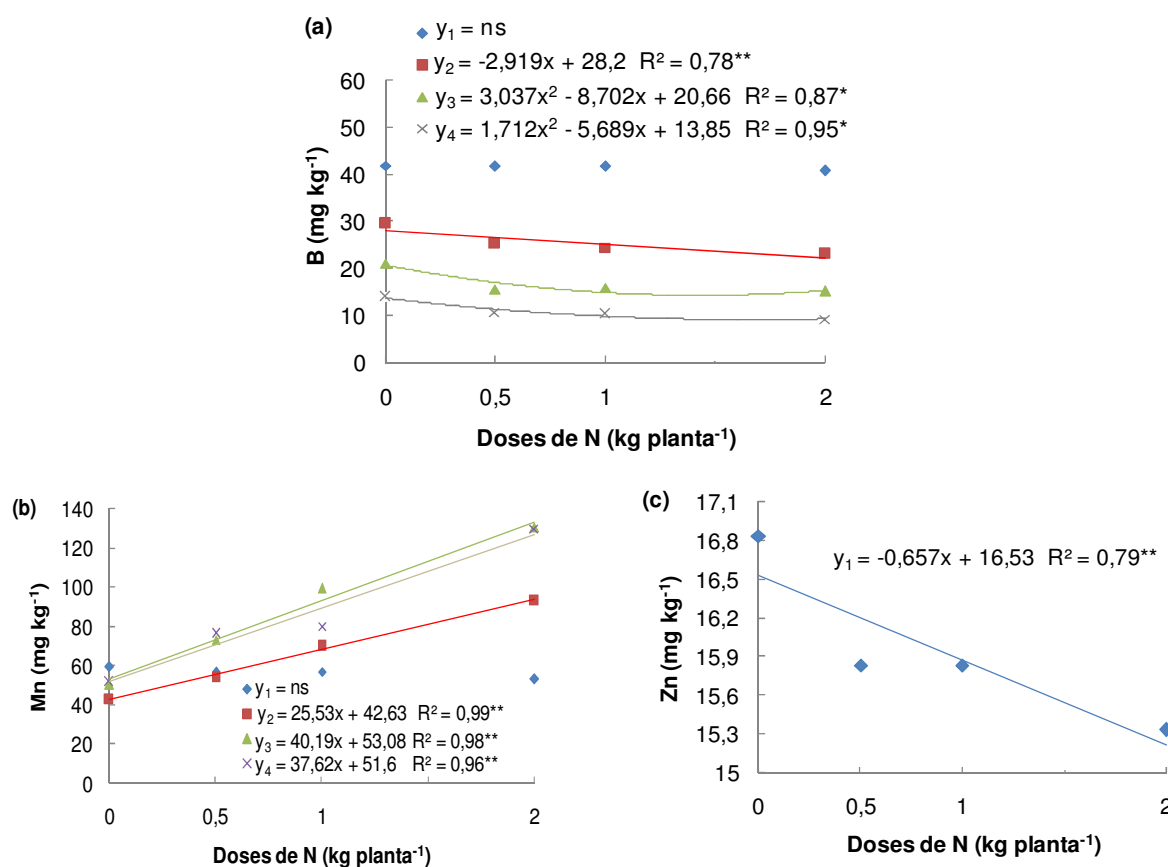 (a)
y₁ = ns
y₂ = -2,919x + 28,2 R² = 0,78**
y₃ = 3,037x² - 8,702x + 20,66 R² = 0,87*
y₄ = 1,712x² - 5,689x + 13,85 R² = 0,95*
60
50
40
30
20
10
0
B (mg kg⁻¹)
0 0,5 1 2
Doses de N (kg planta⁻¹)
(b)
140
120
100
80
60
40
20
0
Mn (mg kg⁻¹)
y₁ = ns
y₂ = 25,53x + 42,63 R² = 0,99**
y₃ = 40,19x + 53,08 R² = 0,98**
y₄ = 37,62x + 51,6 R² = 0,96**
0 0,5 1 2
Doses de N (kg planta⁻¹)
(c)
17,1
16,8
16,5
16,2
15,9
15,6
15,3
15
Zn (mg kg⁻¹)
y₁ = -0,657x + 16,53 R² = 0,79**
0 0,5 1 2
Doses de N (kg planta⁻¹)